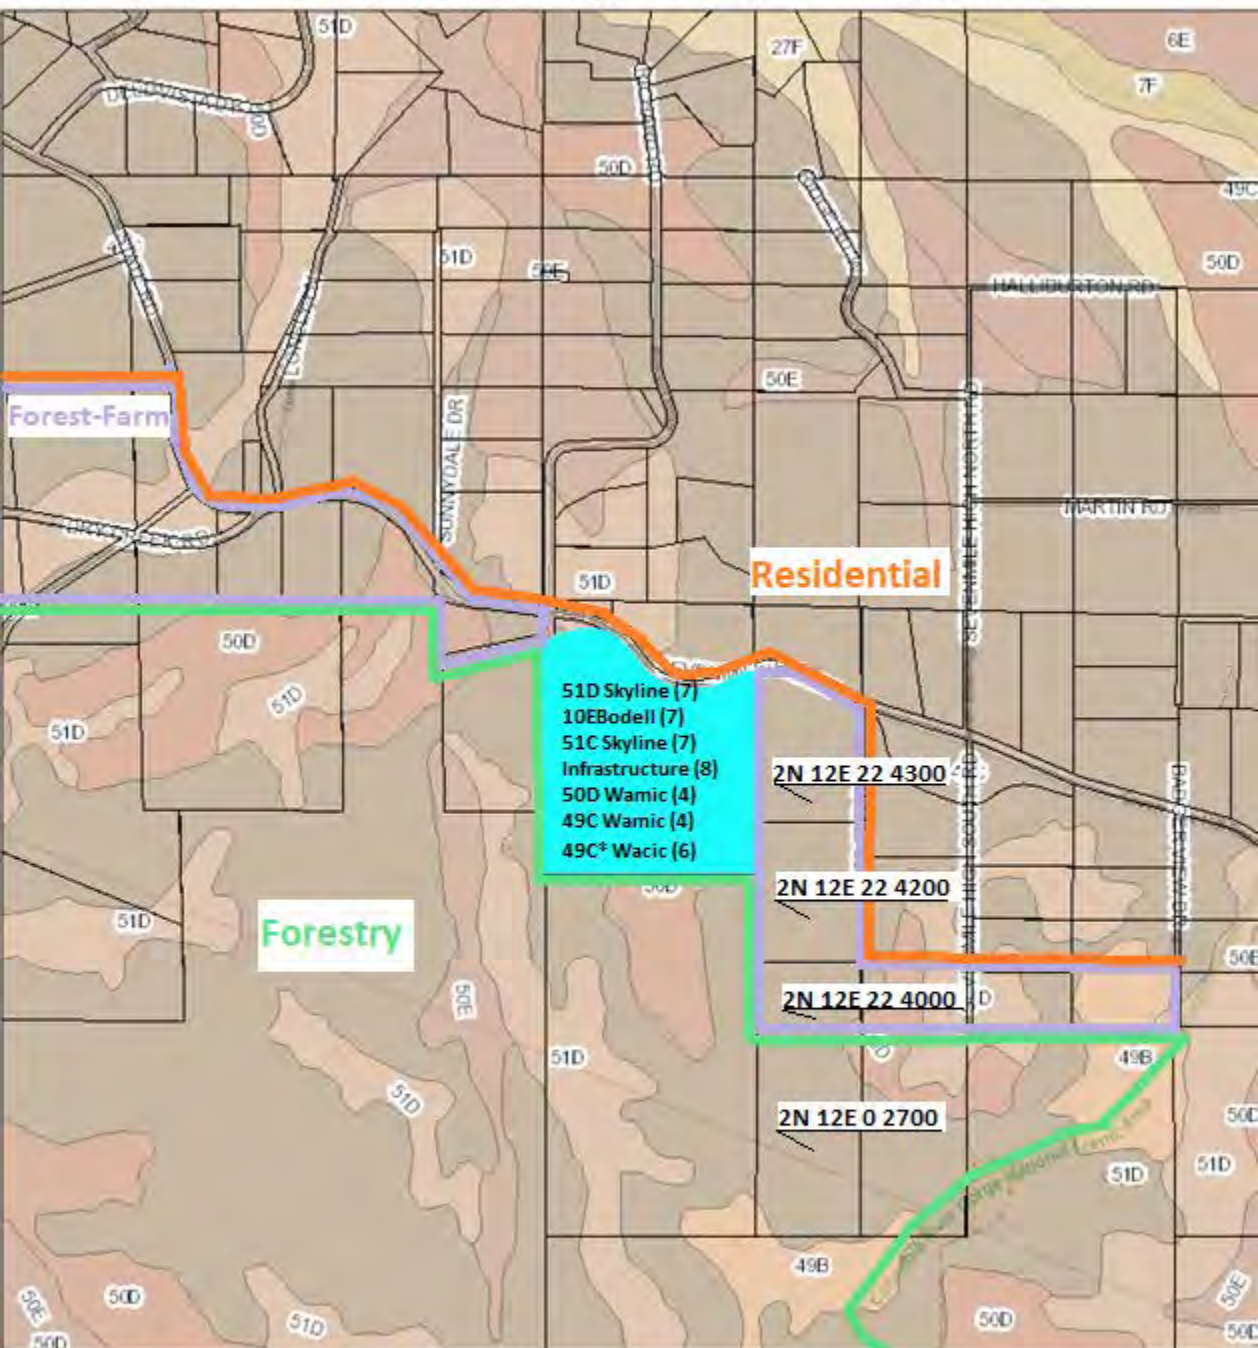 51D
27F
6E
7F
50D
49C
51D
50E
50D
HALLIBURTON RD
50E
Forest-Farm
SUNNYDALE DR
MARTIN RD
51D
Residential
50D
51D
51D
51D Skyline (7)
10EBodell (7)
51C Skyline (7)
Infrastructure (8)
50D Wamic (4)
49C Wamic (4)
49C* Wacic (6)
2N 12E 22 4300
2N 12E 22 4200
50D
51D
Forestry
50E
50E
2N 12E 22 4000
D
51D
49B
51D
2N 12E 0 2700
50D
51D
51D
49B
50E
50D
51D
50D
50E
50D
50D